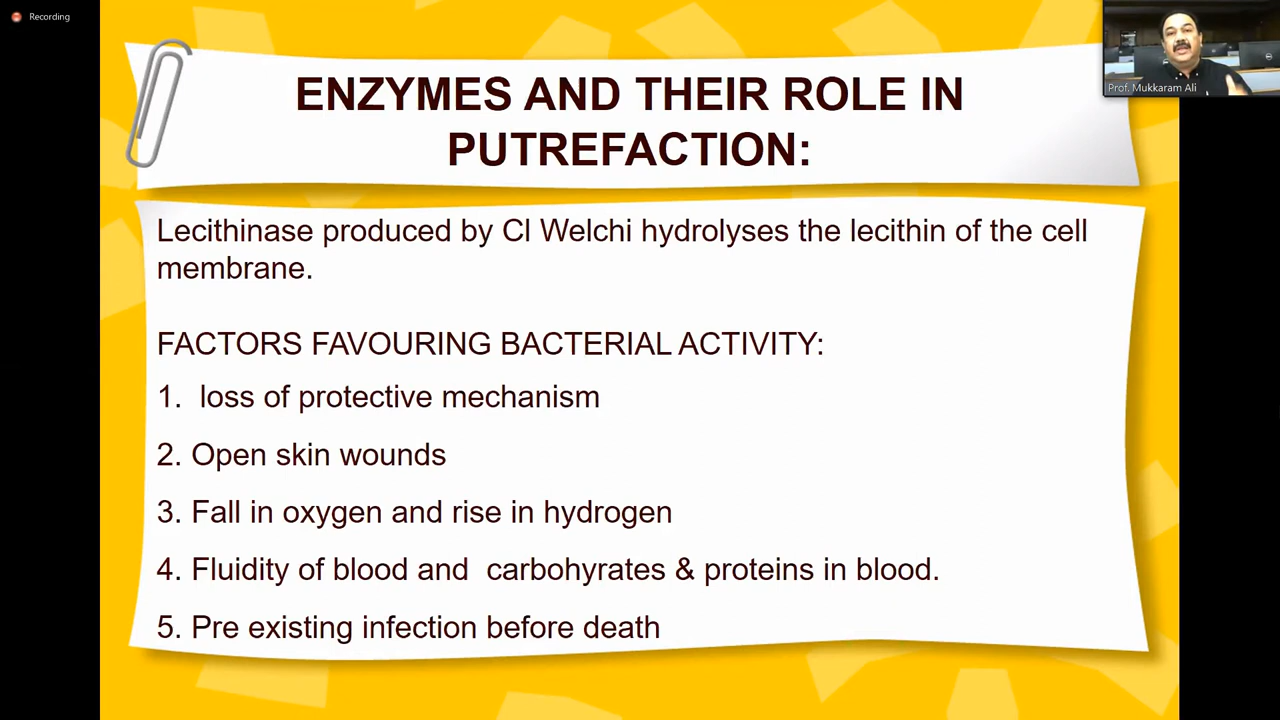 Recording
ENZYMES AND THEIR ROLE IN
PUTREFACTION:
Prof. Mukkaram Ali
Lecithinase produced by Cl Welchi hydrolyses the lecithin of the cell
membrane.
FACTORS FAVOURING BACTERIAL ACTIVITY:
1. loss of protective mechanism
2. Open skin wounds
3. Fall in oxygen and rise in hydrogen
4. Fluidity of blood and carbohyrates & proteins in blood.
5. Pre existing infection before death